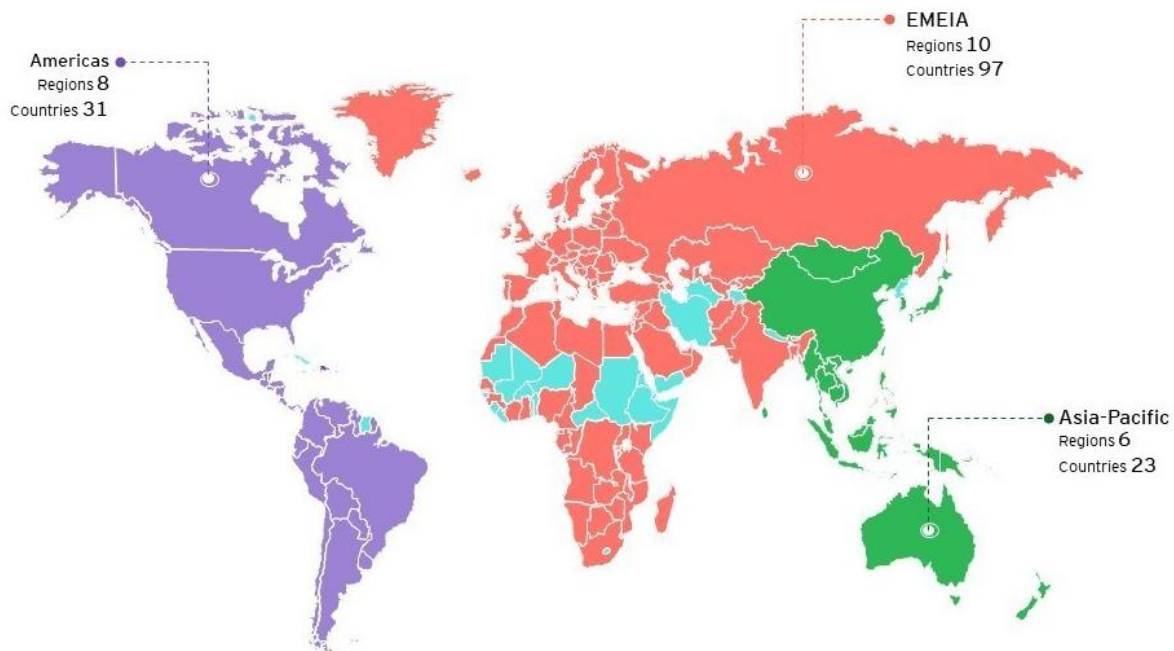 Americas
Regions 8
Countries 31
EMEIA
Regions 10
Countries 97
Asia-Pacific
Regions 6
Countries 23